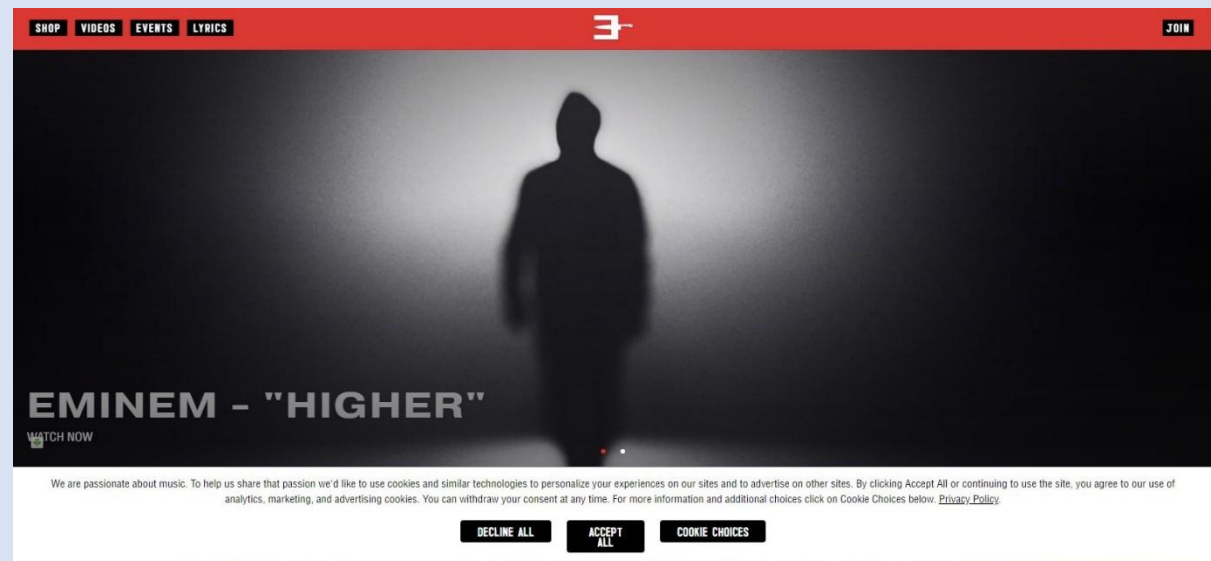 SHOP VIDEOS EVENTS LYRICS JOIN
EMINEM - "HIGHER"
WATCH NOW
We are passionate about music. To help us share that passion we'd like to use cookies and similar technologies to personalize your experiences on our sites and to advertise on other sites. By clicking Accept All or continuing to use the site, you agree to our use of
analytics, marketing, and advertising cookies. You can withdraw your consent at any time. For more information and additional choices click on Cookie Choices below. Privacy Policy.
DECLINE ALL ACCEPT ALL COOKIE CHOICES